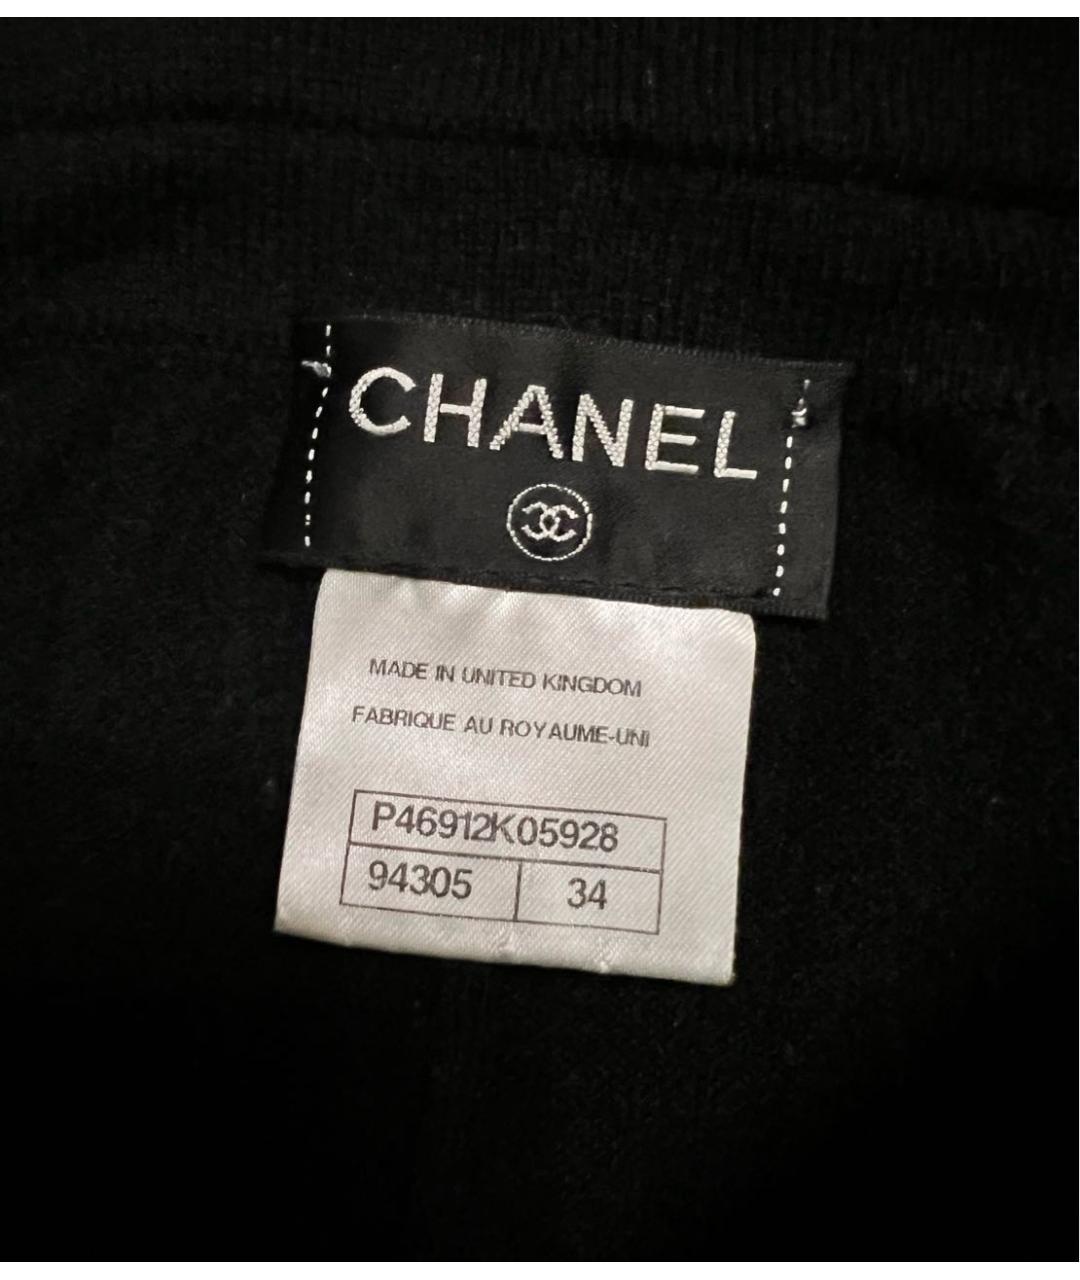 CHANEL
MADE IN UNITED KINGDOM
FABRIQUE AU ROYAUME-UNI
P46912K05928
94305 34